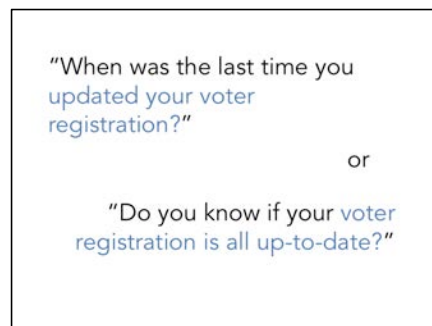 “When was the last time you
updated your voter
registration?”
or
“Do you know if your voter
registration is all up-to-date?”